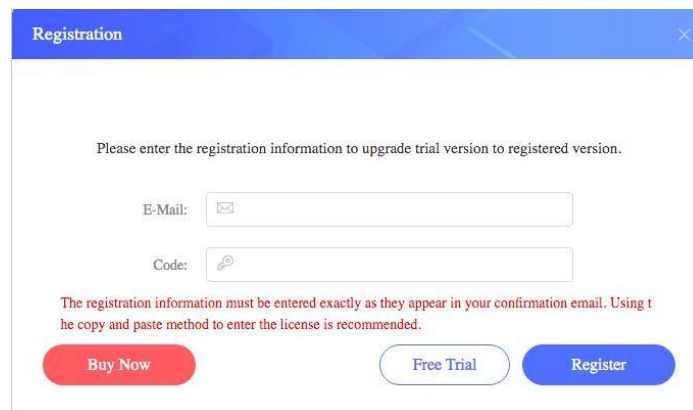 Registration
Please enter the registration information to upgrade trial version to registered version.
E-Mail:
Code:
The registration information must be entered exactly as they appear in your confirmation email. Using t
he copy and paste method to enter the license is recommended.
Buy Now
Free Trial
Register